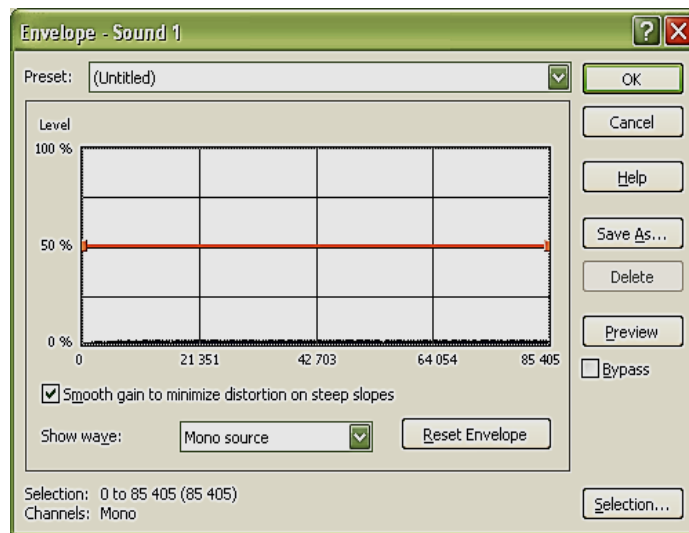 Envelope - Sound 1
Preset: (Untitled)
OK
Cancel
Help
Save As...
Delete
Preview
Bypass
Level
100 %
50 %
0 %
0 21 351 42 703 64 054 85 405
Smooth gain to minimize distortion on steep slopes
Show wave: Mono source Reset Envelope
Selection: 0 to 85 405 (85 405)
Channels: Mono
Selection...